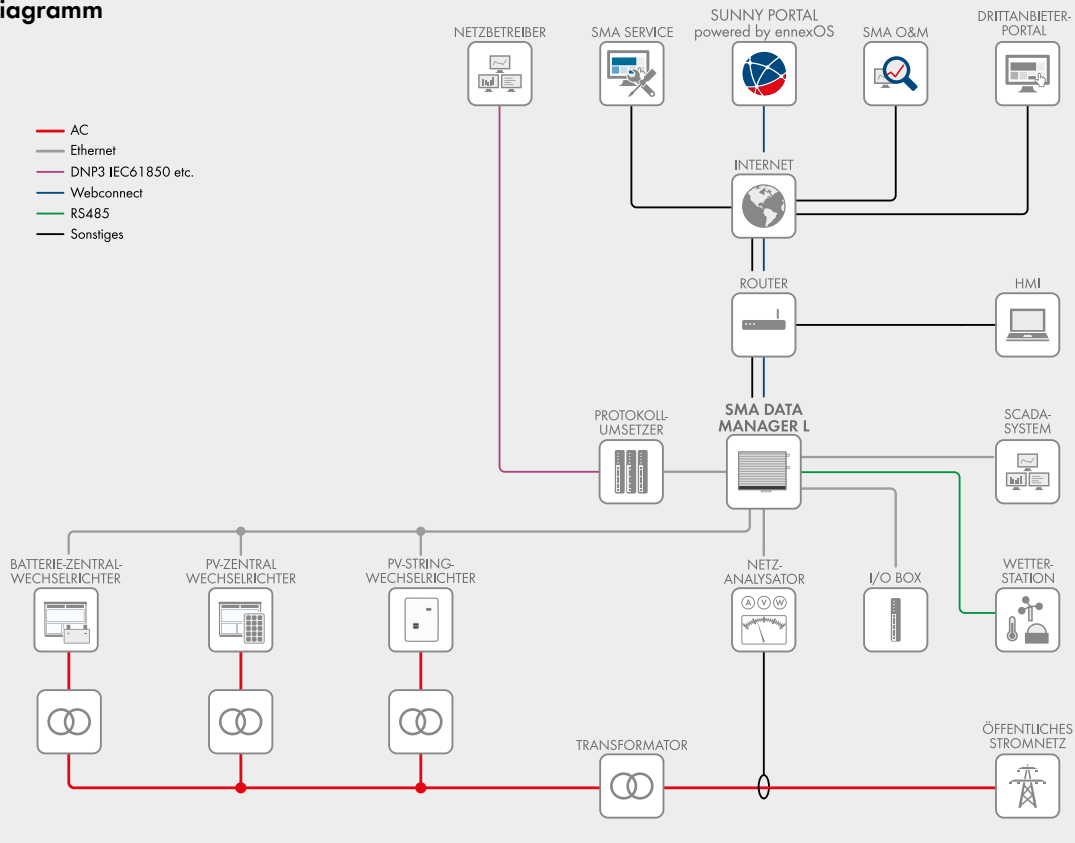 iagramm
NETZBETREIBER
SMA SERVICE
SUNNY PORTAL
powered by ennexOS
SMA O&M
DRITTANBIETER-
PORTAL
AC
Ethernet
DNP3 IEC61850 etc.
Webconnect
RS485
Sonstiges
INTERNET
ROUTER
HMI
PROTOKOLL-
UMSETZER
SMA DATA
MANAGER L
SCADA-
SYSTEM
BATTERIE-ZENTRAL-
WECHSELRICHTER
PV-ZENTRAL
WECHSELRICHTER
PV-STRING-
WECHSELRICHTER
NETZ-
ANALYSATOR
A V W
I/O BOX
WETTER-
STATION
TRANSFORMATOR
ÖFFENTLICHES
STROMNETZ